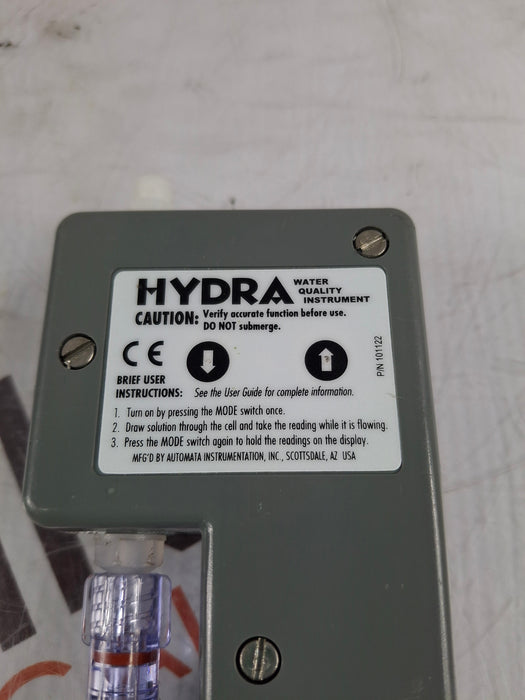 HYDRA WATER
QUALITY
INSTRUMENT
CAUTION: Verify accurate function before use.
DO NOT submerge.
CE
P/N 101122
BRIEF USER
INSTRUCTIONS: See the User Guide for complete information.
1. Turn on by pressing the MODE switch once.
2. Draw solution through the cell and take the reading while it is flowing.
3. Press the MODE switch again to hold the readings on the display.
MFG'D BY AUTOMATA INSTRUMENTATION, INC., SCOTTSDALE, AZ USA